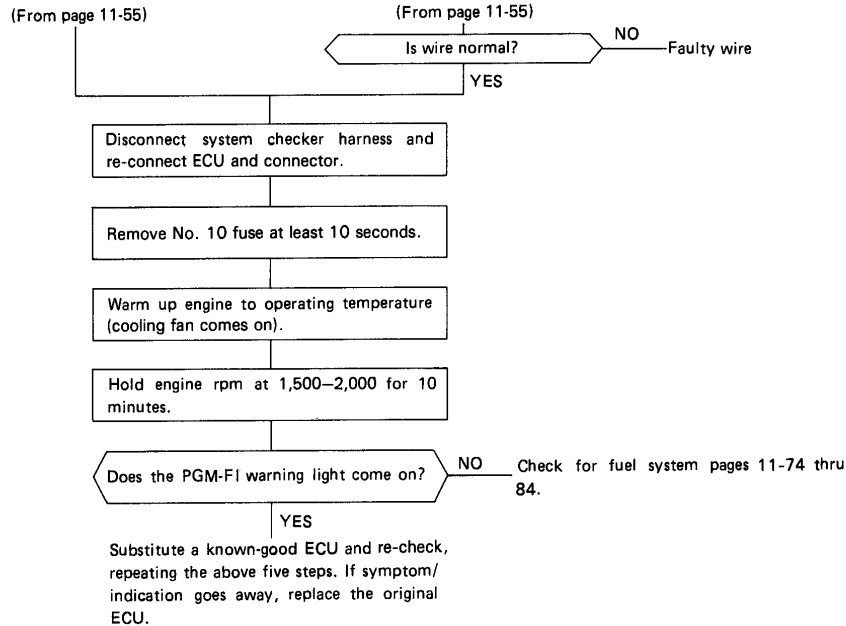 (From page 11-55)
(From page 11-55)
Is wire normal?
NO
Faulty wire
YES
Disconnect system checker harness and
re-connect ECU and connector.
Remove No. 10 fuse at least 10 seconds.
Warm up engine to operating temperature
(cooling fan comes on).
Hold engine rpm at 1,500–2,000 for 10
minutes.
Does the PGM-FI warning light come on?
NO
Check for fuel system pages 11-74 thru
84.
YES
Substitute a known-good ECU and re-check,
repeating the above five steps. If symptom/
indication goes away, replace the original
ECU.